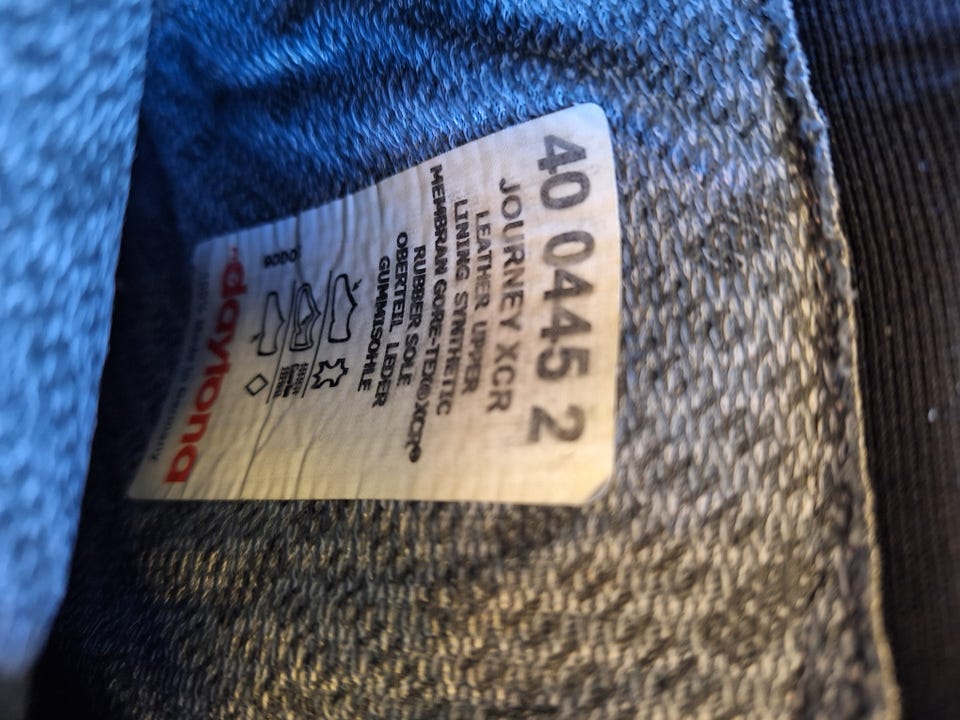 40 0445 2
JOURNEY XCR
LEATHER UPPER
LINING SYNTHETIC
MEMBRAN GORE-TEX® XCR®
RUBBER SOLE
OBERTEIL LEDER
GUMMISOHLE
daytona